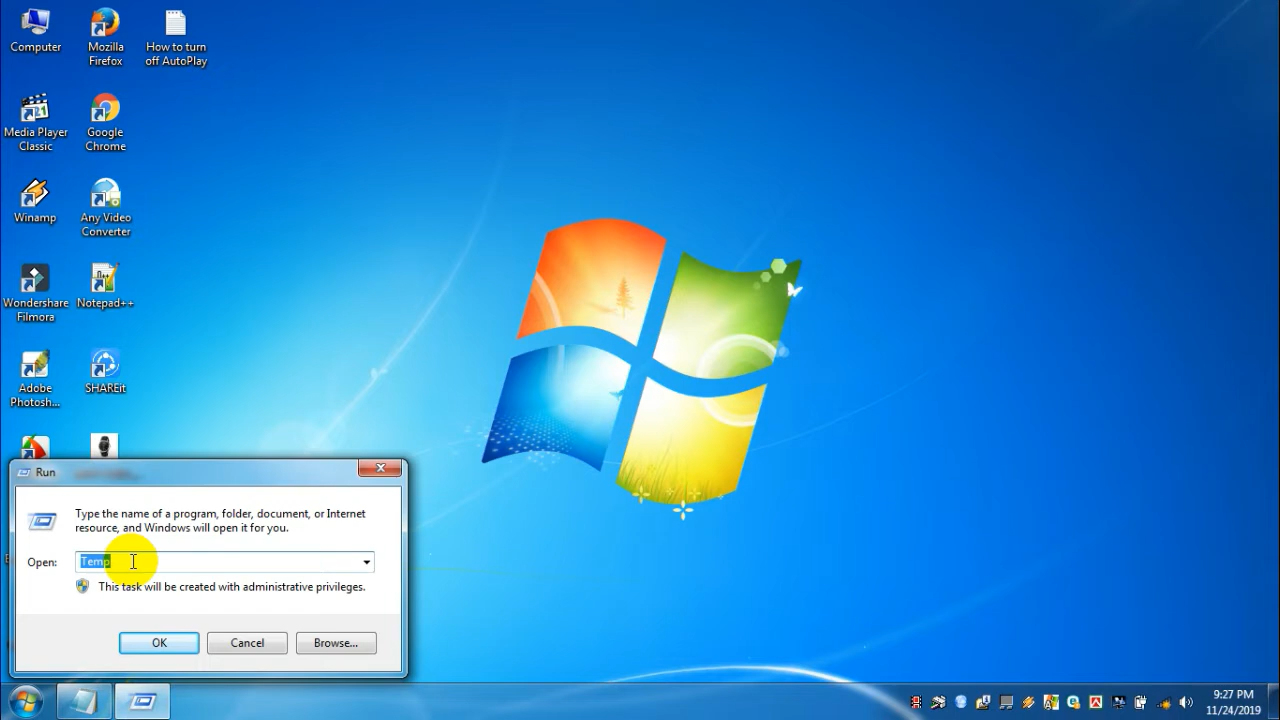 Computer
Mozilla
Firefox
How to turn
off AutoPlay
Media Player
Classic
Google
Chrome
Winamp
Any Video
Converter
Wondershare
Filmora
Notepad++
Adobe
Photosh...
SHAREit
Run
Type the name of a program, folder, document, or Internet
resource, and Windows will open it for you.
Open:
Temp
This task will be created with administrative privileges.
OK
Cancel
Browse...
9:27 PM
11/24/2019